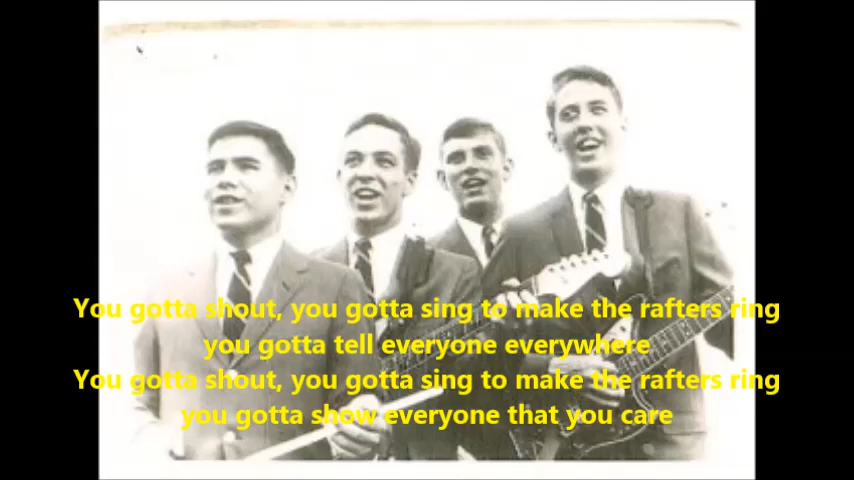 You gotta shout, you gotta sing to make the rafters ring
you gotta tell everyone everywhere
You gotta shout, you gotta sing to make the rafters ring
you gotta show everyone that you care